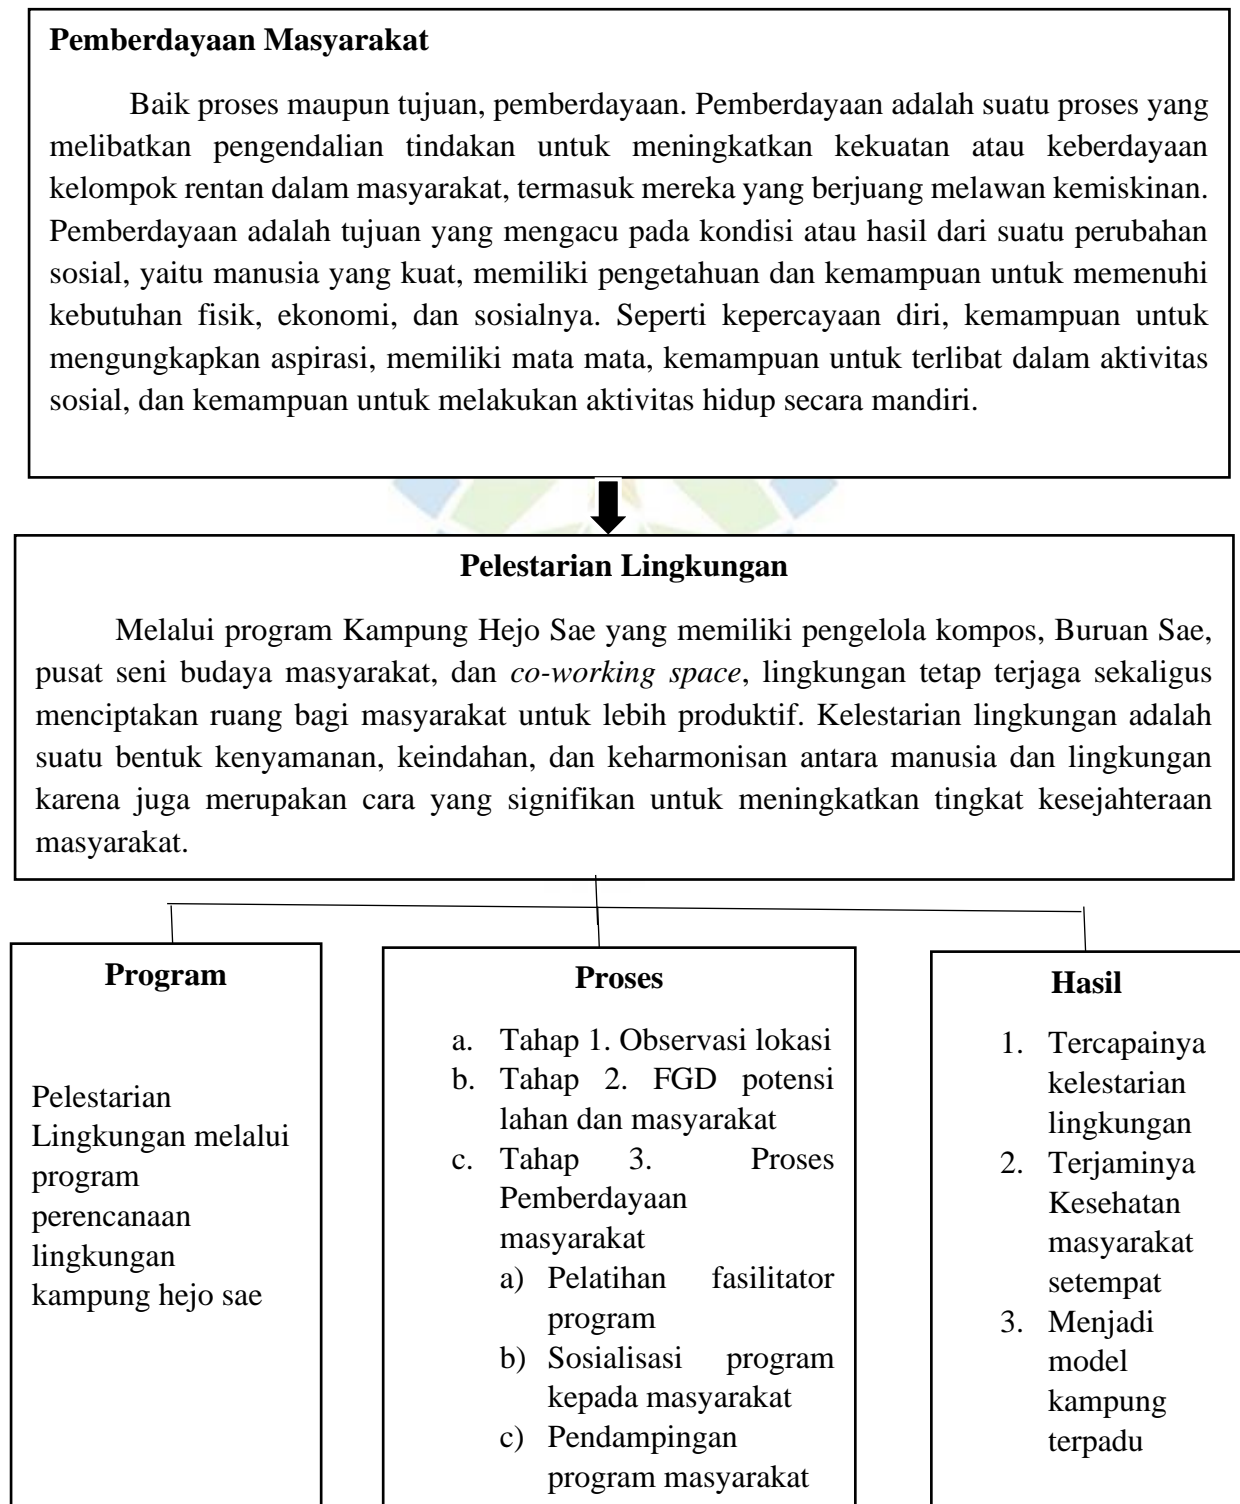 Pemberdayaan Masyarakat
Baik proses maupun tujuan, pemberdayaan. Pemberdayaan adalah suatu proses yang
melibatkan pengendalian tindakan untuk meningkatkan kekuatan atau keberdayaan
kelompok rentan dalam masyarakat, termasuk mereka yang berjuang melawan kemiskinan.
Pemberdayaan adalah tujuan yang mengacu pada kondisi atau hasil dari suatu perubahan
sosial, yaitu manusia yang kuat, memiliki pengetahuan dan kemampuan untuk memenuhi
kebutuhan fisik, ekonomi, dan sosialnya. Seperti kepercayaan diri, kemampuan untuk
mengungkapkan aspirasi, memiliki mata mata, kemampuan untuk terlibat dalam aktivitas
sosial, dan kemampuan untuk melakukan aktivitas hidup secara mandiri.
Pelestarian Lingkungan
Melalui program Kampung Hejo Sae yang memiliki pengelola kompos, Buruan Sae,
pusat seni budaya masyarakat, dan co-working space, lingkungan tetap terjaga sekaligus
menciptakan ruang bagi masyarakat untuk lebih produktif. Kelestarian lingkungan adalah
suatu bentuk kenyamanan, keindahan, dan keharmonisan antara manusia dan lingkungan
karena juga merupakan cara yang signifikan untuk meningkatkan tingkat kesejahteraan
masyarakat.
Program
Pelestarian
Lingkungan melalui
program
perencanaan
lingkungan
kampung hejo sae
Proses
a. Tahap 1. Observasi lokasi
b. Tahap 2. FGD potensi
lahan dan masyarakat
c. Tahap 3. Proses
Pemberdayaan
masyarakat
a) Pelatihan fasilitator
program
b) Sosialisasi program
kepada masyarakat
c) Pendampingan
program masyarakat
Hasil
1. Tercapainya
kelestarian
lingkungan
2. Terjaminya
Kesehatan
masyarakat
setempat
3. Menjadi
model
kampung
terpadu